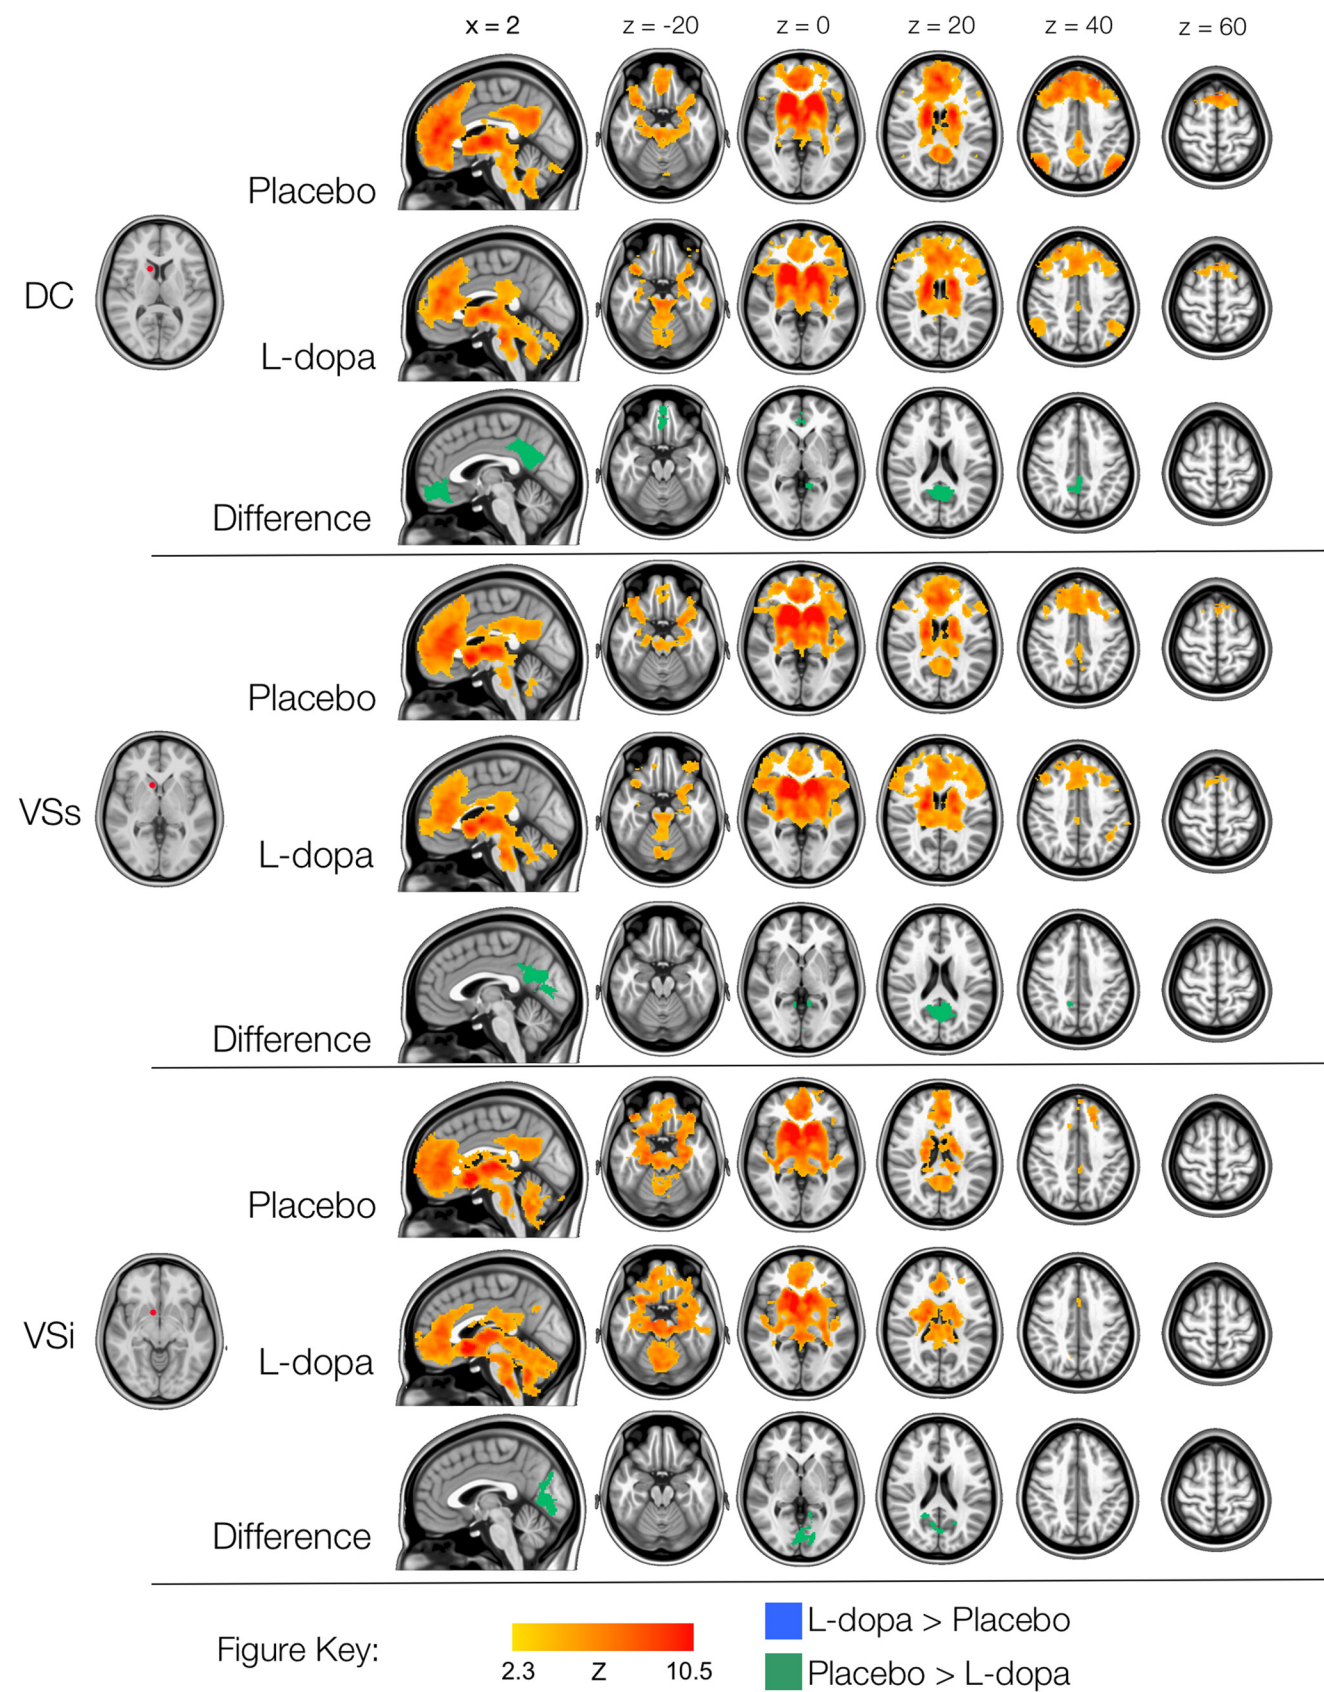 x = 2 z = -20 z = 0 z = 20 z = 40 z = 60
Placebo
DC
L-dopa
Difference
Placebo
VSs
L-dopa
Difference
Placebo
VSi
L-dopa
Difference
Figure Key:
2.3 Z 10.5
L-dopa > Placebo
Placebo > L-dopa